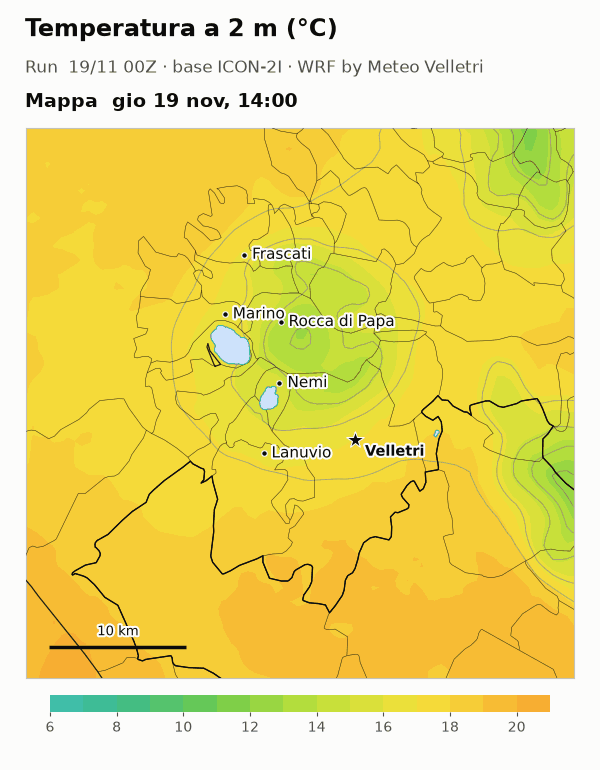 Temperatura a 2 m (°C)
Run  19/11 00Z · base ICON-2I · WRF by Meteo Velletri
Mappa  gio 19 nov, 14:00
Frascati
Marino
Rocca di Papa
Nemi
Velletri
Lanuvio
10 km
6 8 10 12 14 16 18 20